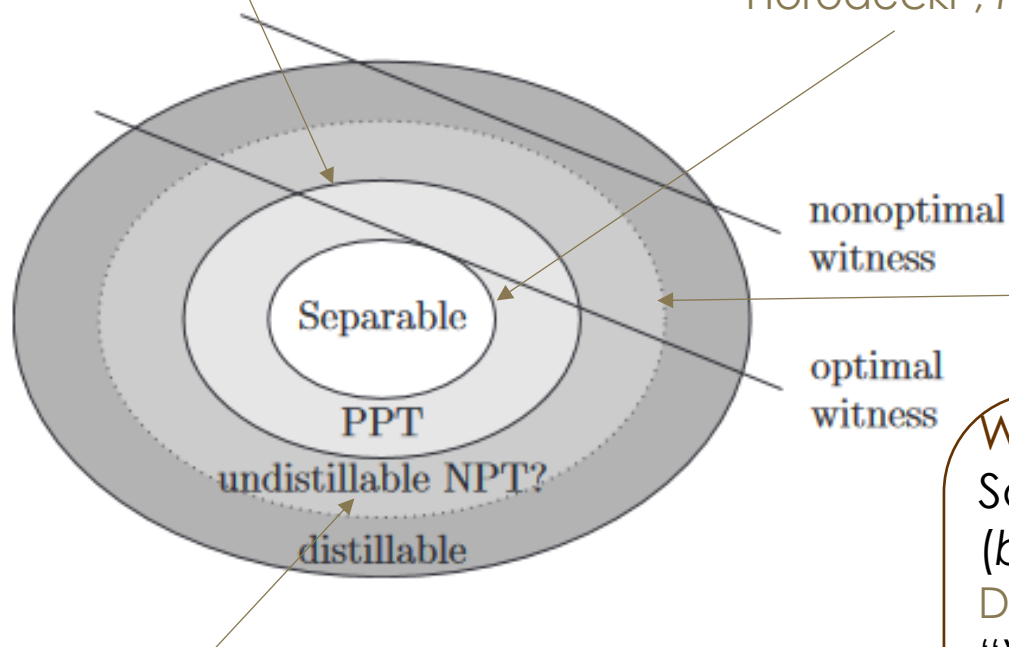 nonoptimal
witness
Separable
optimal
witness
PPT
undistillable NPT?
distillable
(b